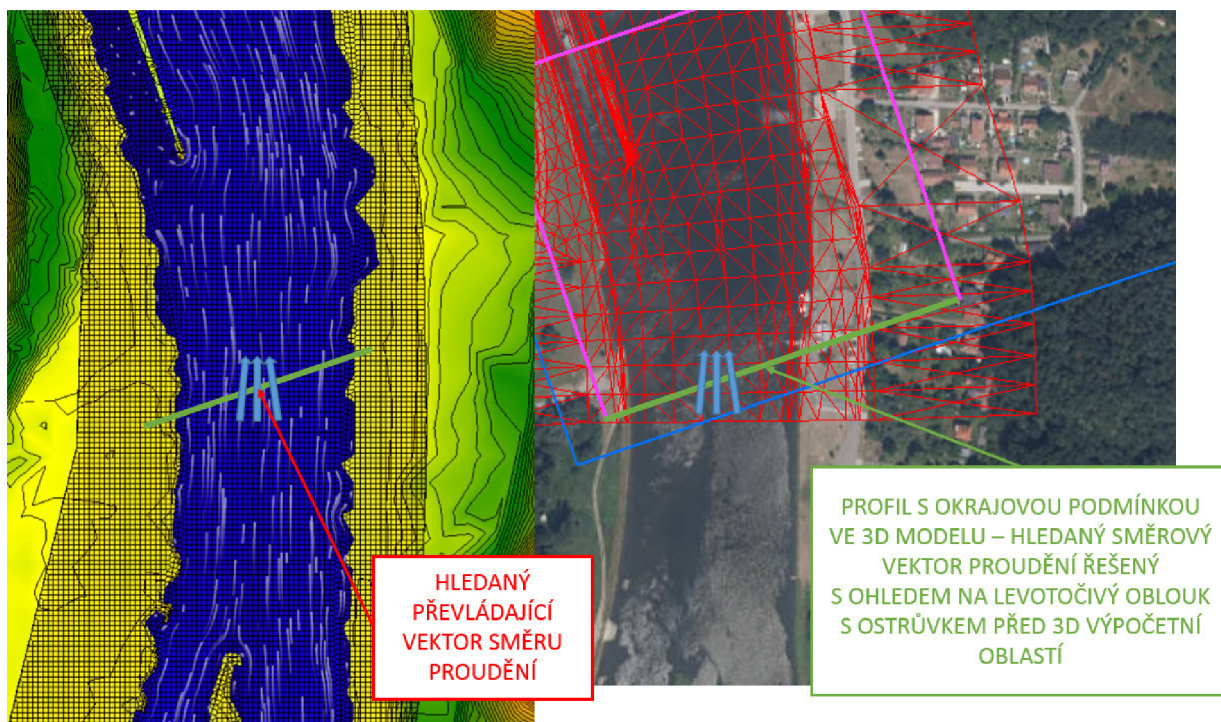 HLEDANÝ
PŘEVLÁDAJÍCÍ
VEKTOR SMĚRU
PROUDĚNÍ
PROFIL S OKRAJOVOU PODMÍNKOU
VE 3D MODELU – HLEDANÝ SMĚROVÝ
VEKTOR PROUDĚNÍ ŘEŠENÝ
S OHLEDEM NA LEVOTOČIVÝ OBLOUK
S OSTRŮVKEM PŘED 3D VÝPOČETNÍ
OBLASTÍ